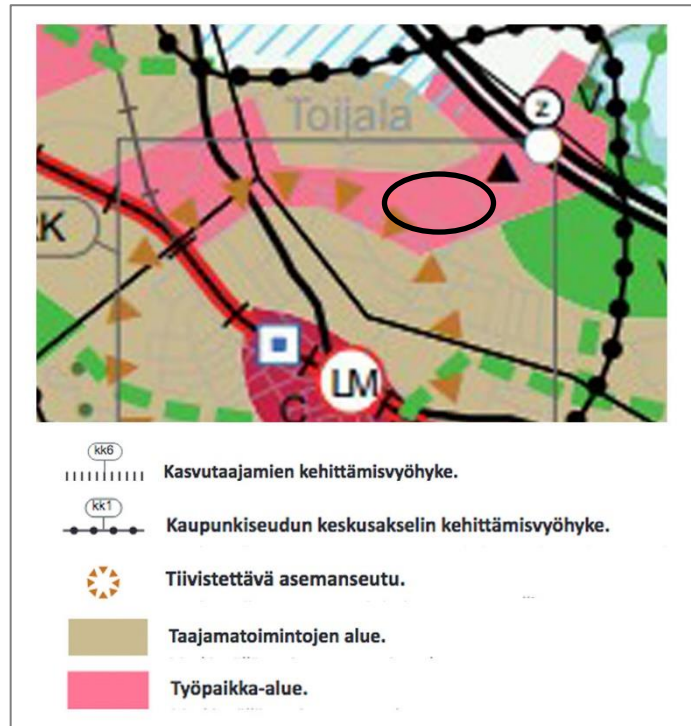 Toijala
z
V
K
LM
C
kk6
Kasvutaajamien kehittämisvyöhyke.
kk1
Kaupunkiseudun keskusakselin kehittämisvyöhyke.
Tiivistettävä asemanseutu.
Taajamatoimintojen alue.
Työpaikka-alue.